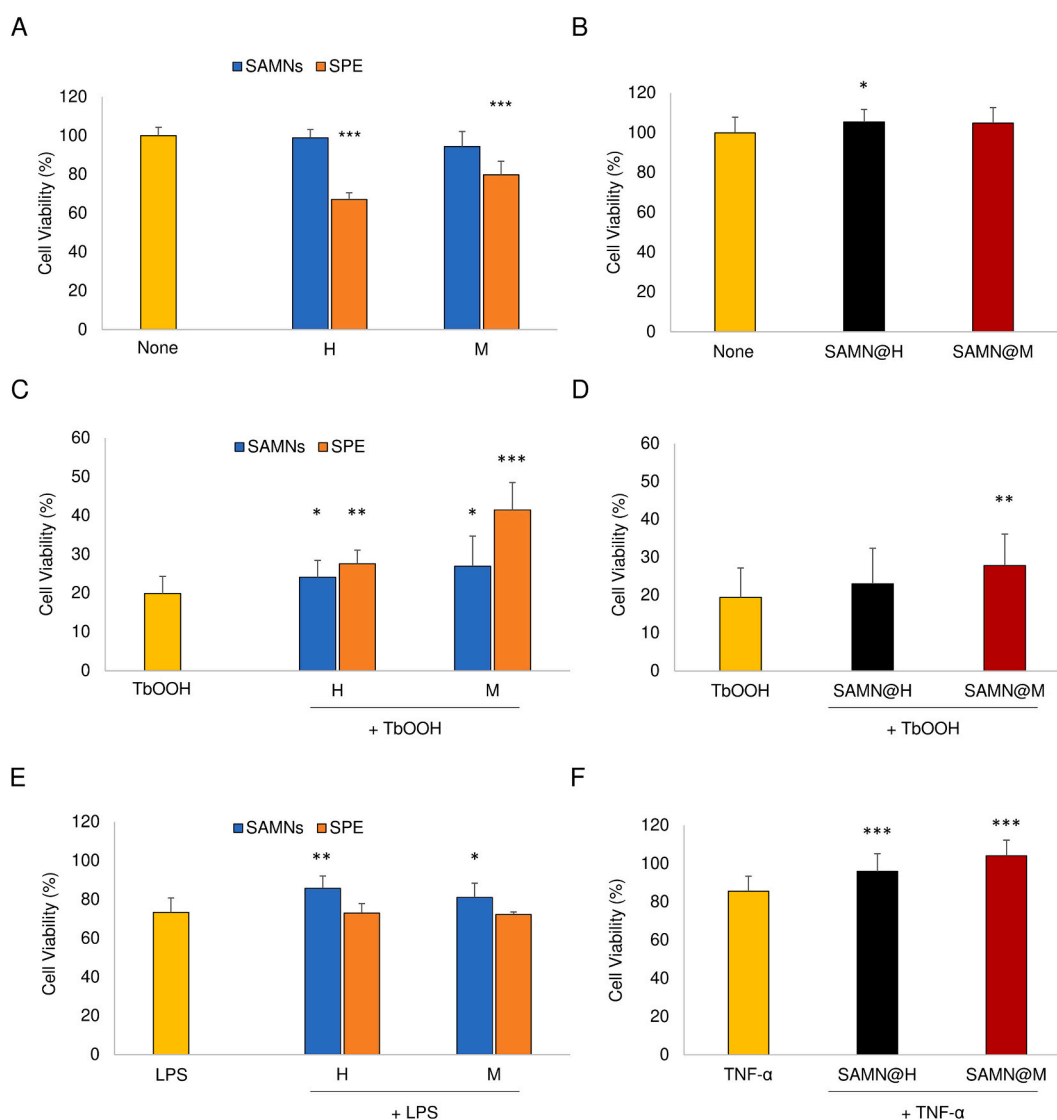 A
SAMNs SPE
Cell Viability (%)
120
100
80
60
40
20
0
***
***
None H M
B
Cell Viability (%)
120
100
80
60
40
20
0
*
None SAMN@H SAMN@M
C
SAMNs SPE
Cell Viability (%)
60
50
40
30
20
10
0
* ** * ***
TbOOH H M
+ TbOOH
D
Cell Viability (%)
60
50
40
30
20
10
0
**
TbOOH SAMN@H SAMN@M
+ TbOOH
E
SAMNs SPE
Cell Viability (%)
120
100
80
60
40
20
0
** *
LPS H M
+ LPS
F
Cell Viability (%)
120
100
80
60
40
20
0
*** ***
TNF-α SAMN@H SAMN@M
+ TNF-α